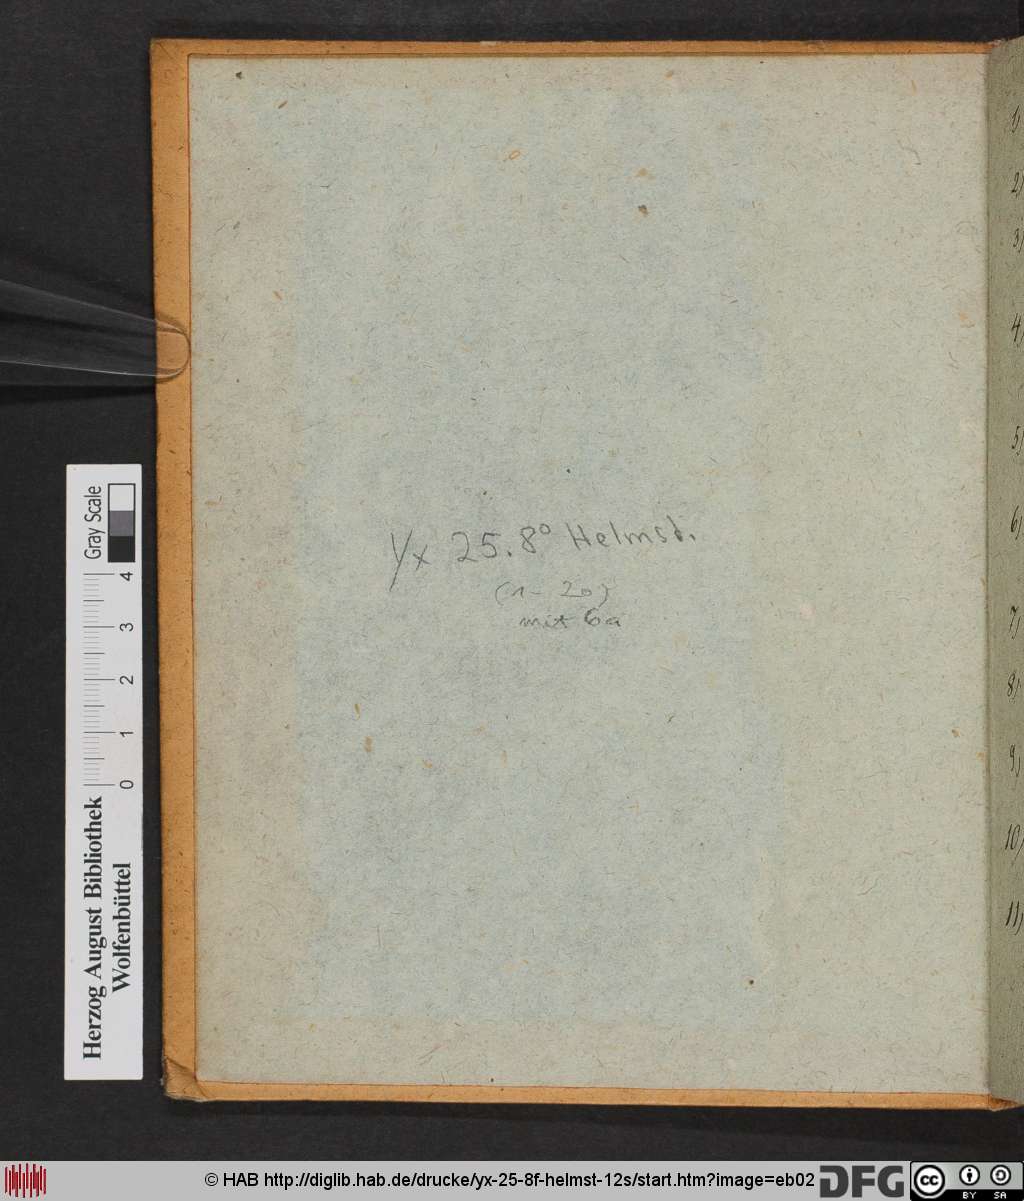 Yx 25.8° Helmst.
(1-20)
mit 6a
1)
2)
3)
4)
5)
6)
7)
8)
9)
10)
11)
Gray Scale
4
3
2
1
0
Herzog August Bibliothek
Wolfenbüttel
© HAB http://diglib.hab.de/drucke/yx-25-8f-helmst-12s/start.htm?image=eb02
DFG
cc BY SA